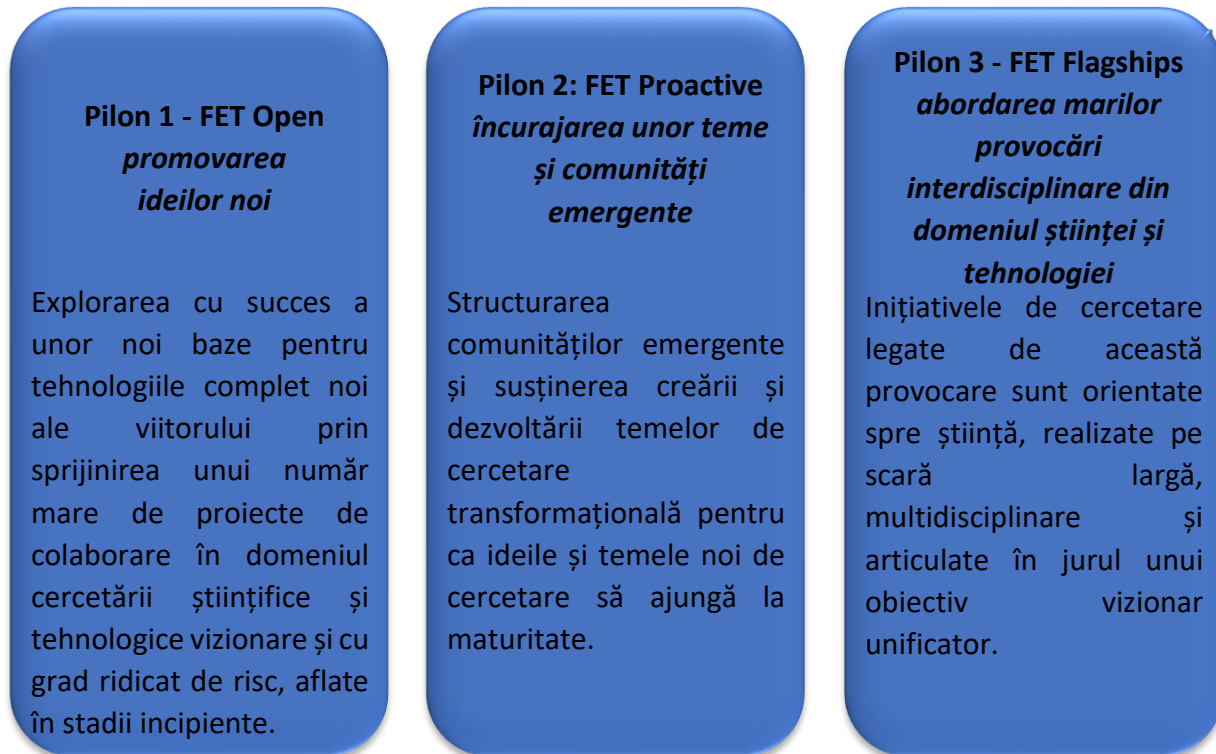 Pilon 1 - FET Open
promovarea
ideilor noi
Explorarea cu succes a
unor noi baze pentru
tehnologiile complet noi
ale viitorului prin
sprijinirea unui număr
mare de proiecte de
colaborare în domeniul
cercetării științifice și
tehnologice vizionare și cu
grad ridicat de risc, aflate
în stadii incipiente.
Pilon 2: FET Proactive
încurajarea unor teme
și comunități
emergente
Structurarea
comunităților emergente
și susținerea creării și
dezvoltării temelor de
cercetare
transformațională pentru
ca ideile și temele noi de
cercetare să ajungă la
maturitate.
Pilon 3 - FET Flagships
abordarea marilor
provocări
interdisciplinare din
domeniul științei și
tehnologiei
Inițiativele de cercetare
legate de această
provocare sunt orientate
spre știință, realizate pe
scară largă,
multidisciplinare și
articulate în jurul unui
obiectiv vizionar
unificator.